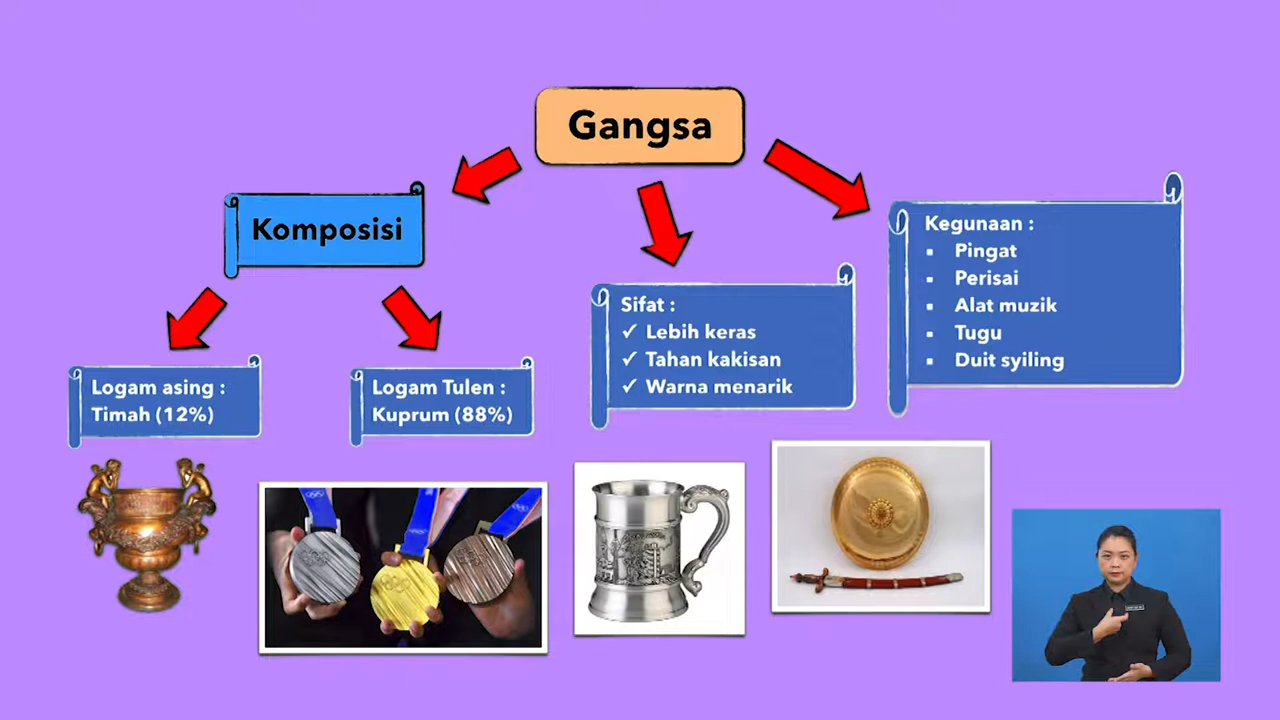 Gangsa
Komposisi
Logam asing :
Timah (12%)
Logam Tulen :
Kuprum (88%)
Sifat :
✓ Lebih keras
✓ Tahan kakisan
✓ Warna menarik
Kegunaan :
▪ Pingat
▪ Perisai
▪ Alat muzik
▪ Tugu
▪ Duit syiling